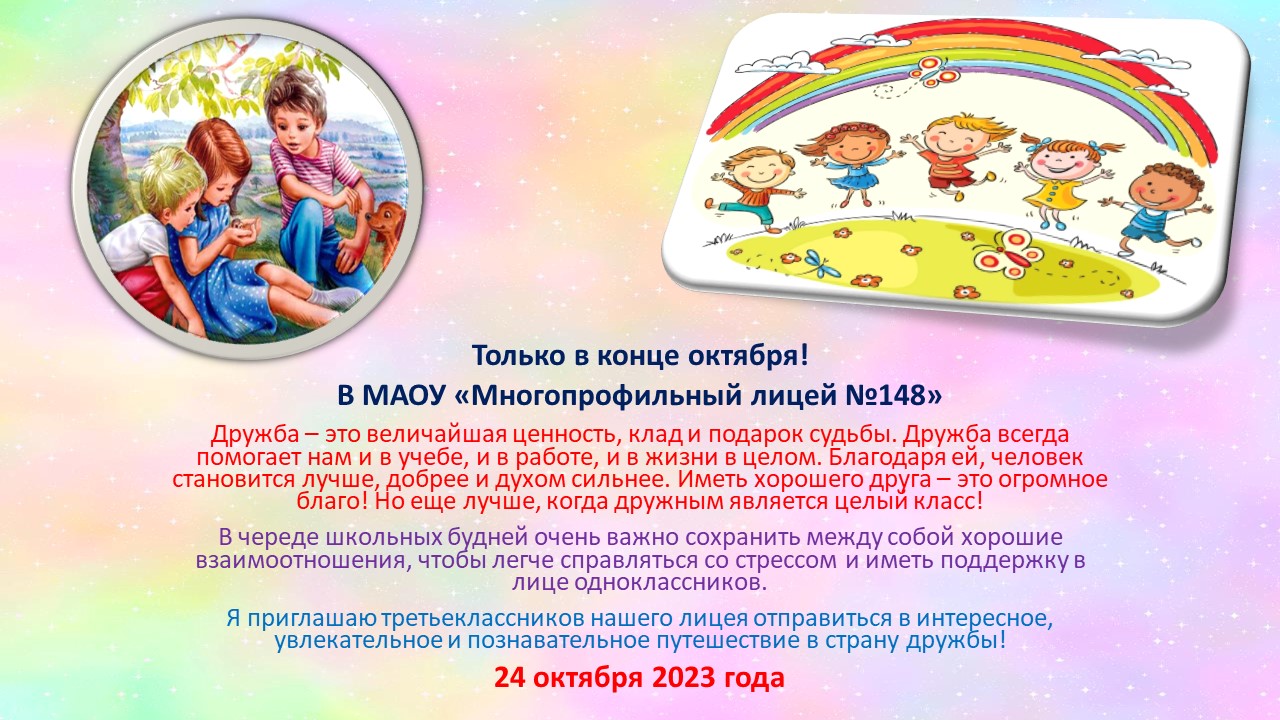 Только в конце октября!
В МАОУ «Многопрофильный лицей №148»
Дружба – это величайшая ценность, клад и подарок судьбы. Дружба всегда
помогает нам и в учебе, и в работе, и в жизни в целом. Благодаря ей, человек
становится лучше, добрее и духом сильнее. Иметь хорошего друга – это огромное
благо! Но еще лучше, когда дружным является целый класс!
В череде школьных будней очень важно сохранить между собой хорошие
взаимоотношения, чтобы легче справляться со стрессом и иметь поддержку в
лице одноклассников.
Я приглашаю третьеклассников нашего лицея отправиться в интересное,
увлекательное и познавательное путешествие в страну дружбы!
24 октября 2023 года